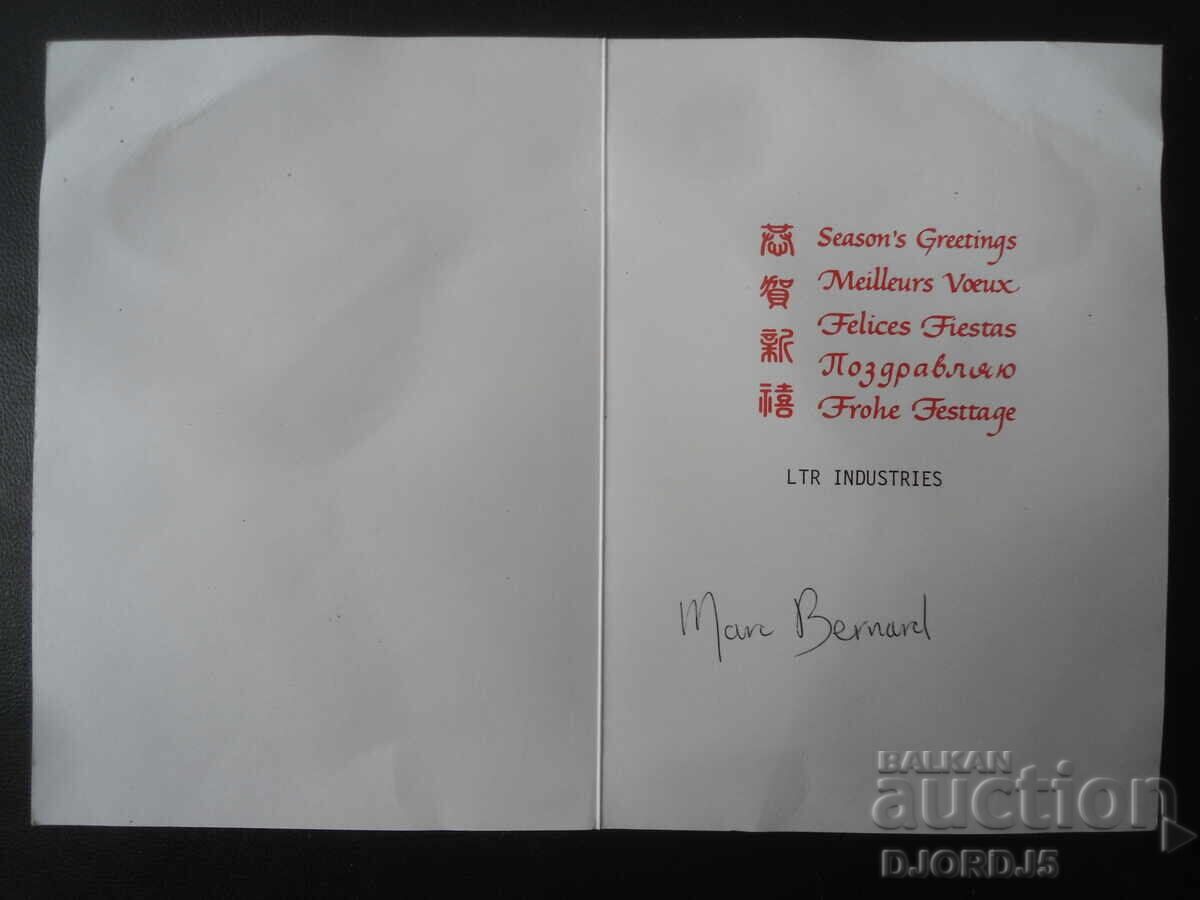 恭賀新禧
Season's Greetings
Meilleurs Vœux
Felices Fiestas
Поздравляю
Frohe Festtage
LTR INDUSTRIES
Marc Bernard
BALKAN
auction
DJORDJ5